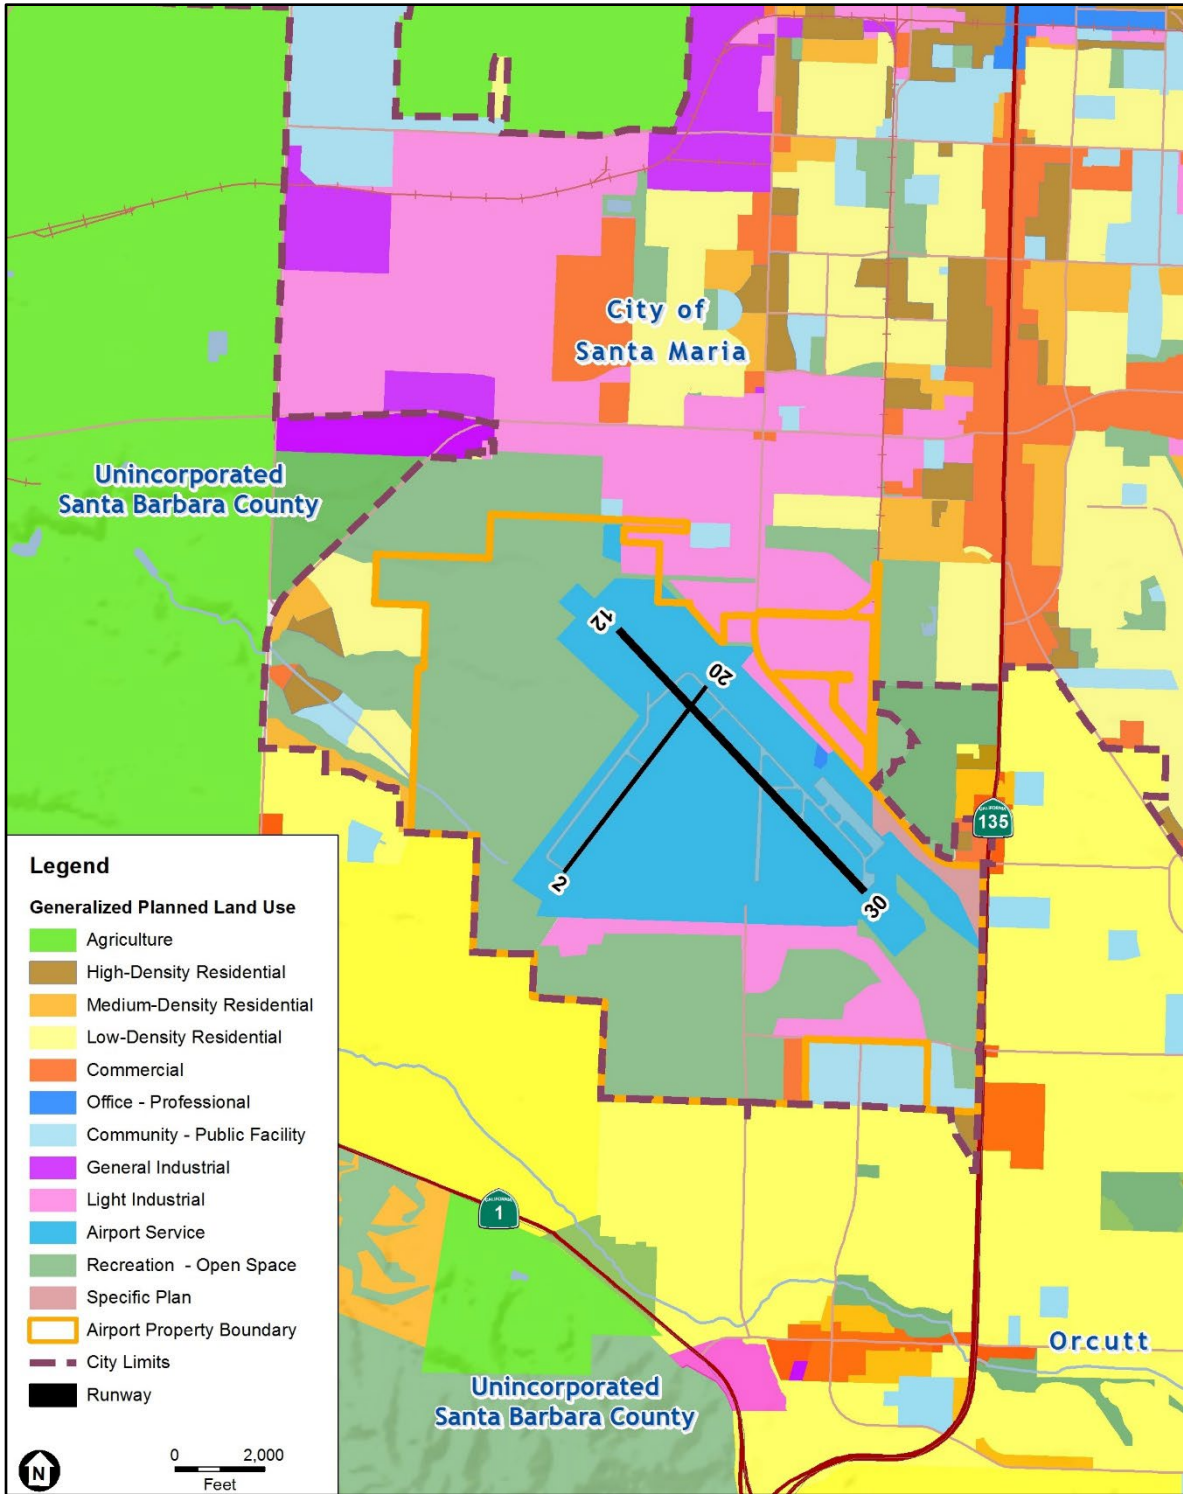 City of
Santa Maria
Unincorporated
Santa Barbara County
12
20
2
30
CALIFORNIA
135
Legend
Generalized Planned Land Use
Agriculture
High-Density Residential
Medium-Density Residential
Low-Density Residential
Commercial
Office - Professional
Community - Public Facility
General Industrial
Light Industrial
Airport Service
Recreation - Open Space
Specific Plan
Airport Property Boundary
City Limits
Runway
0 2,000
Feet
N
CALIFORNIA
1
Orcutt
Unincorporated
Santa Barbara County